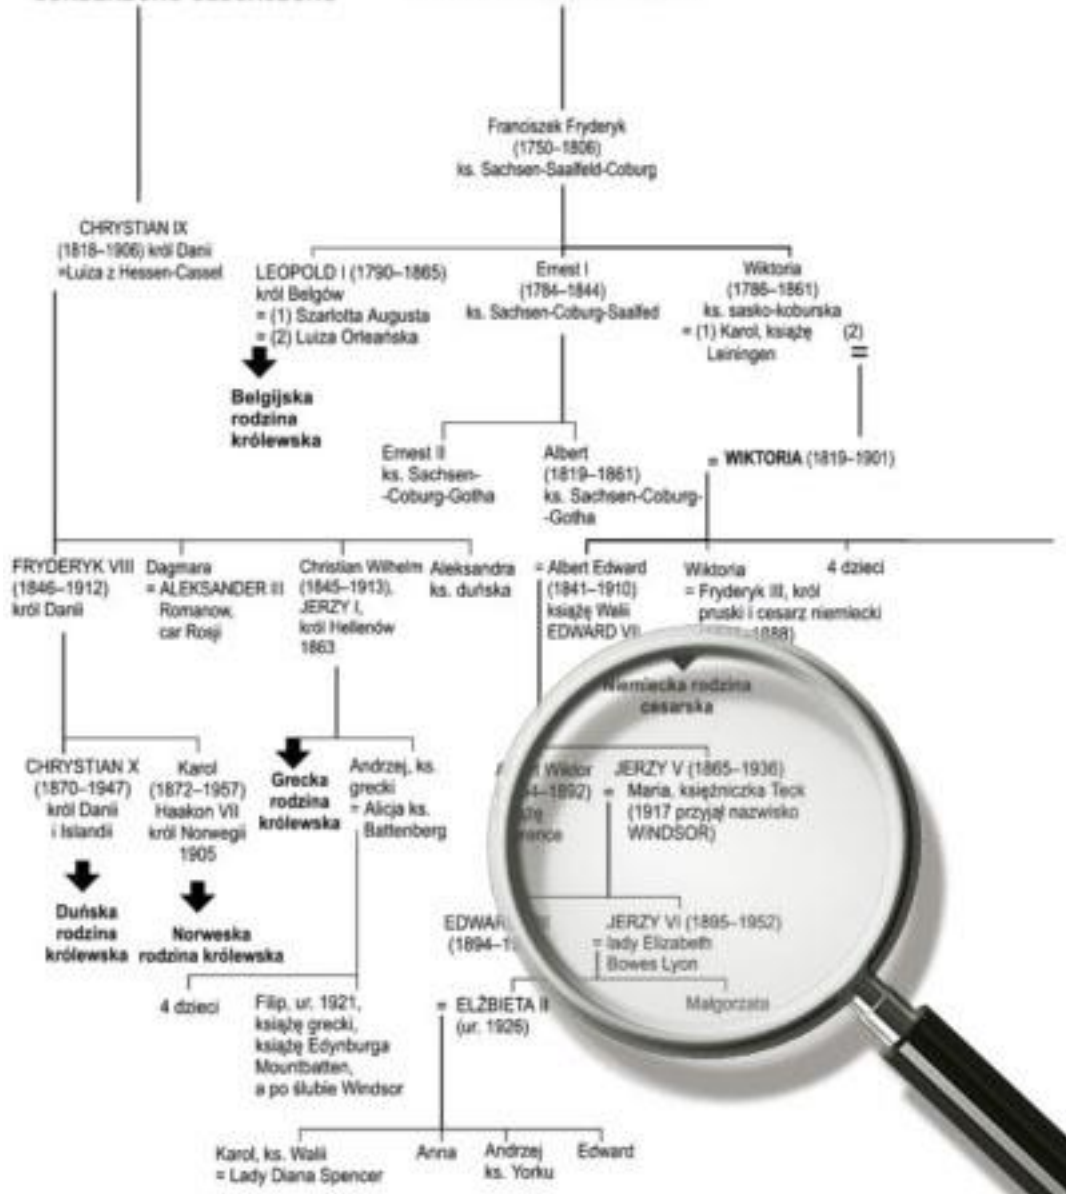 Franciszek Fryderyk
(1750–1806)
ks. Sachsen-Saalfeld-Coburg
CHRYSTIAN IX
(1818–1906) król Danii
=Luiza z Hessen-Cassel
LEOPOLD I (1790–1865)
król Belgów
= (1) Szarlotta Augusta
= (2) Luiza Orleańska
Belgijska
rodzina
królewska
Ernest I
(1784–1844)
ks. Sachsen-Coburg-Saalfed
Wiktoria
(1786–1861)
ks. sasko-koburska
= (1) Karol, książę
Leiningen
(2)
=
Ernest II
ks. Sachsen-
-Coburg-Gotha
Albert
(1819–1861)
ks. Sachsen-Coburg-
-Gotha
= WIKTORIA (1819–1901)
FRYDERYK VIII
(1846–1912)
król Danii
Dagmara
= ALEKSANDER III
Romanow,
car Rosji
Christian Wilhelm
(1845–1913),
JERZY I,
król Hellenów
1863
Aleksandra
ks. duńska
= Albert Edward
(1841–1910)
książę Walii
EDWARD VII
Wiktoria
= Fryderyk III, król
pruski i cesarz niemiecki
1888)
4 dzieci
Niemiecka rodzina
cesarska
CHRYSTIAN X
(1870–1947)
król Danii
i Islandii
Duńska
rodzina
królewska
Karol
(1872–1957)
Haakon VII
król Norwegii
1905
Norweska
rodzina królewska
Grecka
rodzina
królewska
Andrzej, ks.
grecki
= Alicja ks.
Battenberg
Wiktor
–1892)
JERZY V (1865–1936)
= Maria, księżniczka Teck
(1917 przyjął nazwisko
WINDSOR)
EDWAR
(1894–1
JERZY VI (1895–1952)
= lady Elizabeth
Bowes Lyon
4 dzieci
Filip, ur. 1921,
książę grecki,
książę Edynburga
Mountbatten,
a po ślubie Windsor
= ELŻBIETA II
(ur. 1926)
Małgorzata
Karol, ks. Walii
= Lady Diana Spencer
Anna
Andrzej
ks. Yorku
Edward